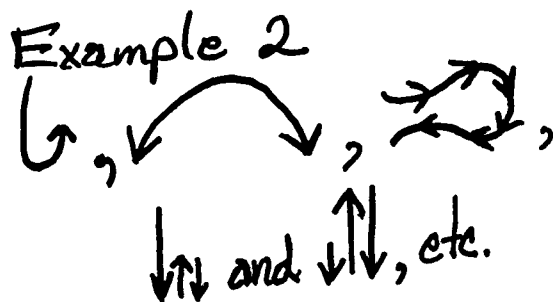 Example 2
, , ,
and , etc.